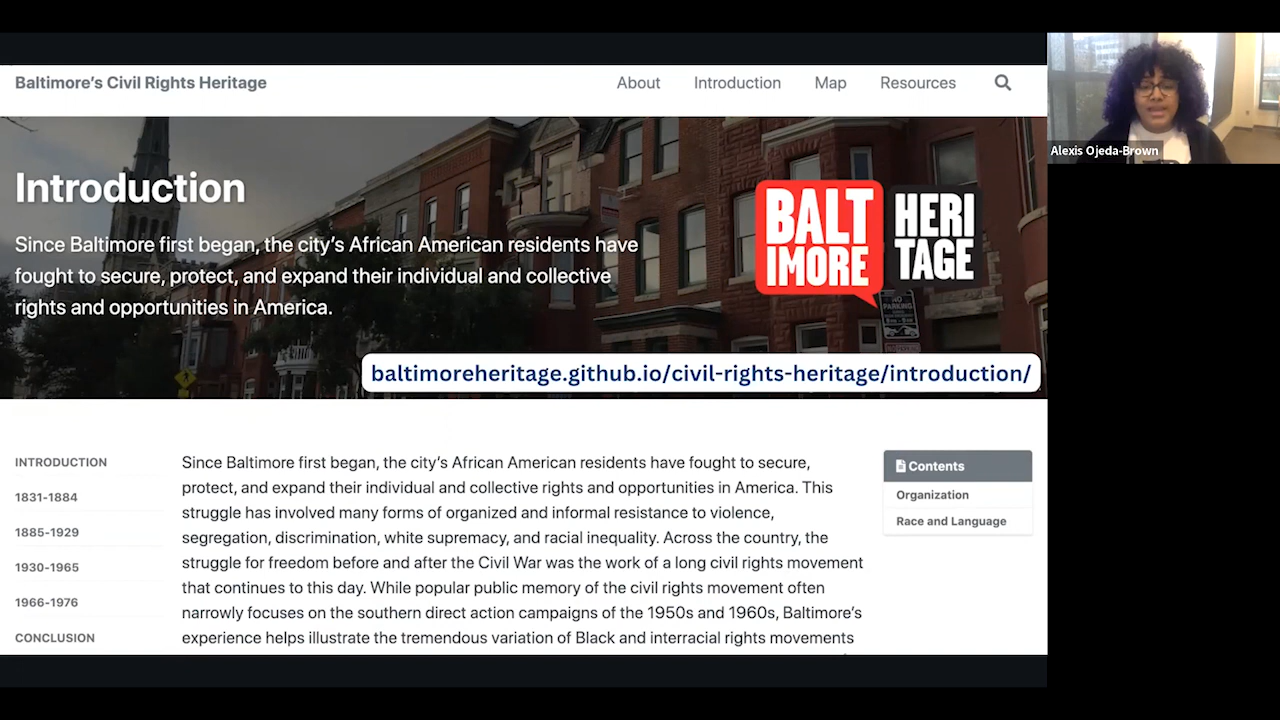 Baltimore's Civil Rights Heritage
About
Introduction
Map
Resources
Alexis Ojeda-Brown
Introduction
Since Baltimore first began, the city's African American residents have
fought to secure, protect, and expand their individual and collective
rights and opportunities in America.
BALT
IMORE
HERI
TAGE
NO
PARKING
baltimoreheritage.github.io/civil-rights-heritage/introduction/
INTRODUCTION
1831-1884
1885-1929
1930-1965
1966-1976
CONCLUSION
Since Baltimore first began, the city's African American residents have fought to secure,
protect, and expand their individual and collective rights and opportunities in America. This
struggle has involved many forms of organized and informal resistance to violence,
segregation, discrimination, white supremacy, and racial inequality. Across the country, the
struggle for freedom before and after the Civil War was the work of a long civil rights movement
that continues to this day. While popular public memory of the civil rights movement often
narrowly focuses on the southern direct action campaigns of the 1950s and 1960s, Baltimore's
experience helps illustrate the tremendous variation of Black and interracial rights movements
Contents
Organization
Race and Language